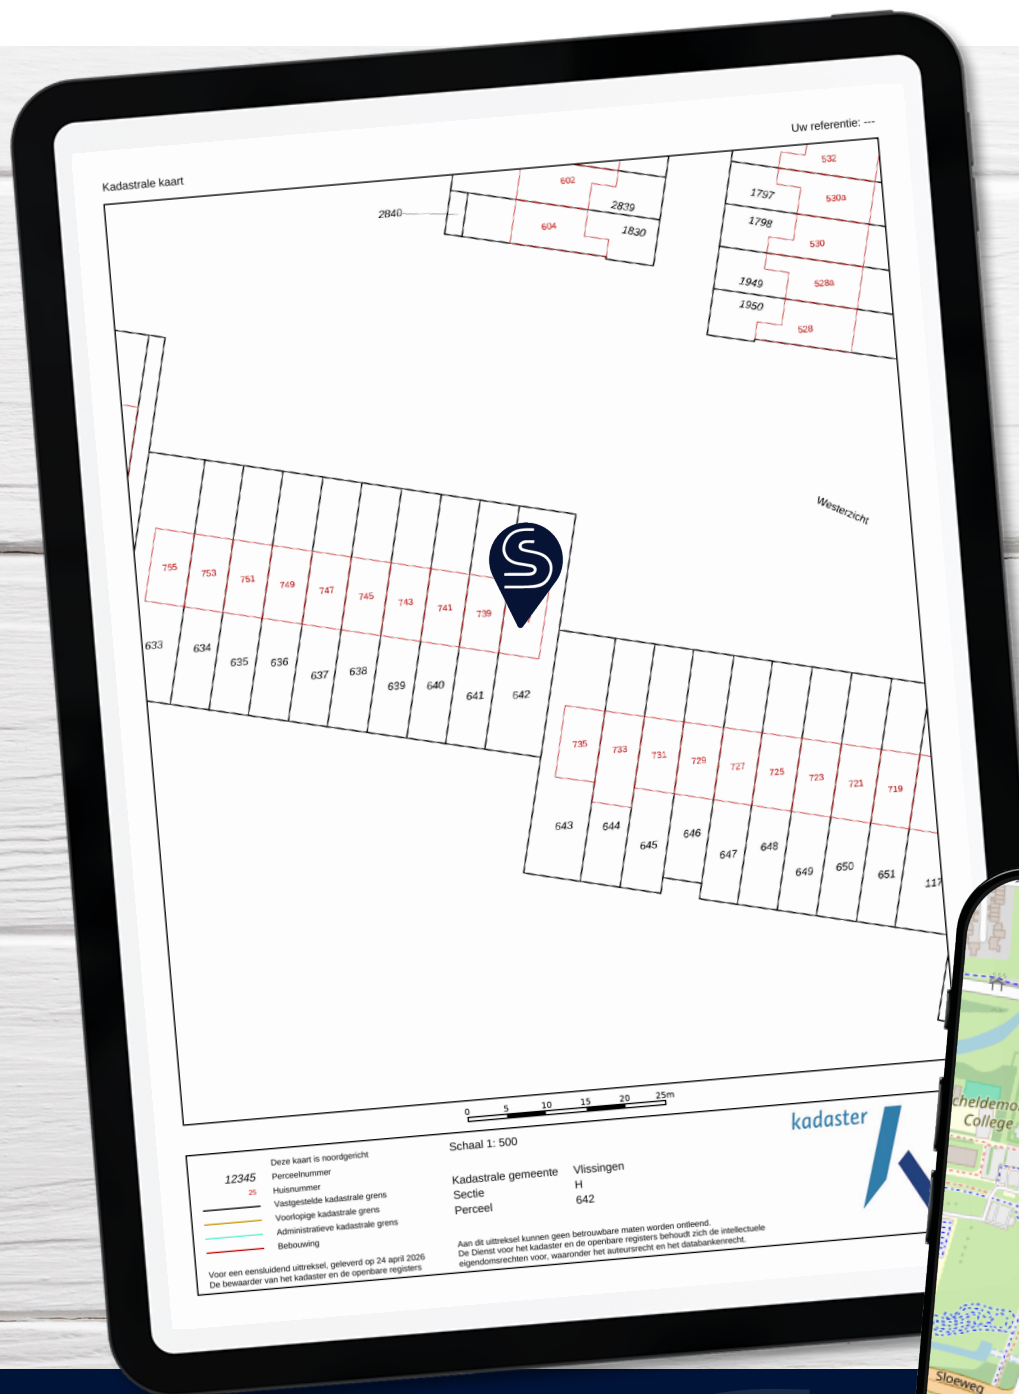 Uw referentie: ---
Kadastrale kaart
532
602
1797
530a
2840
2839
1798
604
1830
530
1949
528a
1950
528
Westerzicht
755
753
751
749
747
745
743
741
739
633
634
635
636
637
638
639
640
641
642
735
733
731
729
727
725
723
721
719
643
644
645
646
647
648
649
650
651
117
0 5 10 15 20 25m
Schaal 1: 500
kadaster
Deze kaart is noordgericht
12345 Perceelnummer
25 Huisnummer
Vastgestelde kadastrale grens
Voorlopige kadastrale grens
Administratieve kadastrale grens
Bebouwing
Kadastrale gemeente Vlissingen
Sectie H
Perceel 642
Voor een eensluidend uittreksel, geleverd op 24 april 2026
De bewaarder van het kadaster en de openbare registers
Aan dit uittreksel kunnen geen betrouwbare maten worden ontleend.
De Dienst voor het kadaster en de openbare registers behoudt zich de intellectuele
eigendomsrechten voor, waaronder het auteursrecht en het databankenrecht.
cheldemo
College
Sloeweg